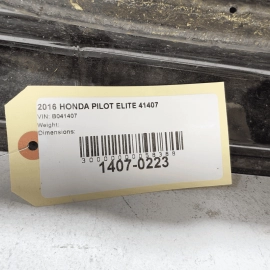 2016 HONDA PILOT ELITE 41407
VIN: B041407
Weight:
Dimensions:
1407-0223